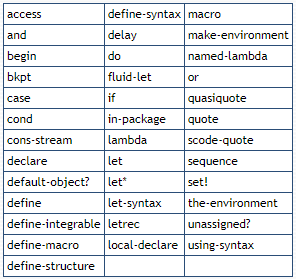 access define-syntax macro
and delay make-environment
begin do named-lambda
bkpt fluid-let or
case if quasiquote
cond in-package quote
cons-stream lambda scode-quote
declare let sequence
default-object? let* set!
define let-syntax the-environment
define-integrable letrec unassigned?
define-macro local-declare using-syntax
define-structure